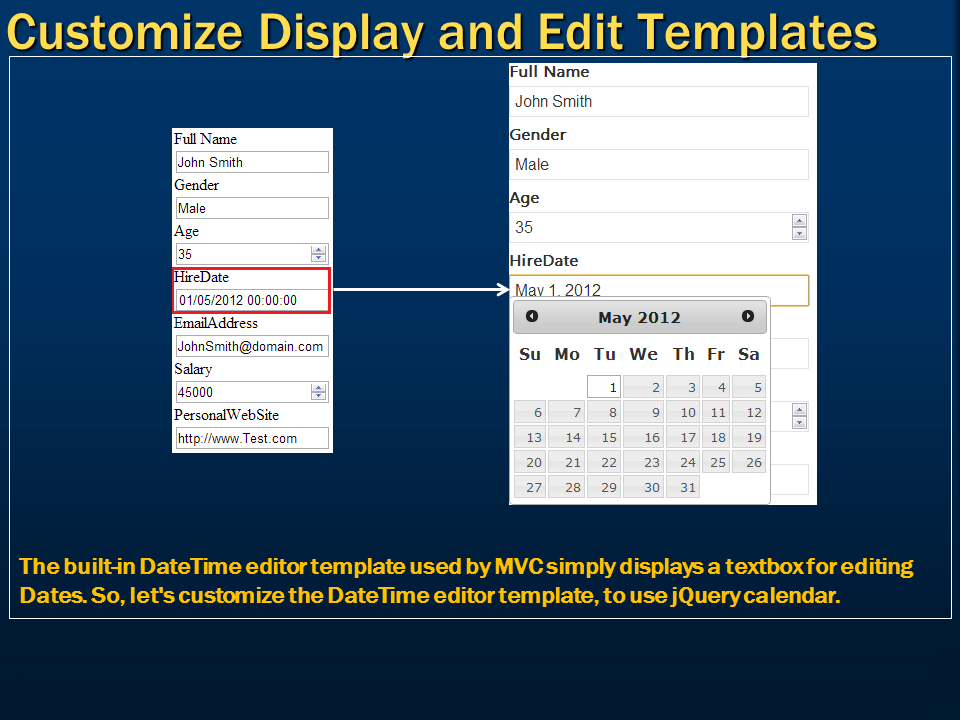 Customize Display and Edit Templates
Full Name
John Smith
Gender
Male
Age
35
HireDate
01/05/2012 00:00:00
EmailAddress
JohnSmith@domain.com
Salary
45000
PersonalWebSite
http://www.Test.com
Full Name
John Smith
Gender
Male
Age
35
HireDate
May 1, 2012
May 2012
Su Mo Tu We Th Fr Sa
1 2 3 4 5
6 7 8 9 10 11 12
13 14 15 16 17 18 19
20 21 22 23 24 25 26
27 28 29 30 31
The built-in DateTime editor template used by MVC simply displays a textbox for editing
Dates. So, let's customize the DateTime editor template, to use jQuery calendar.